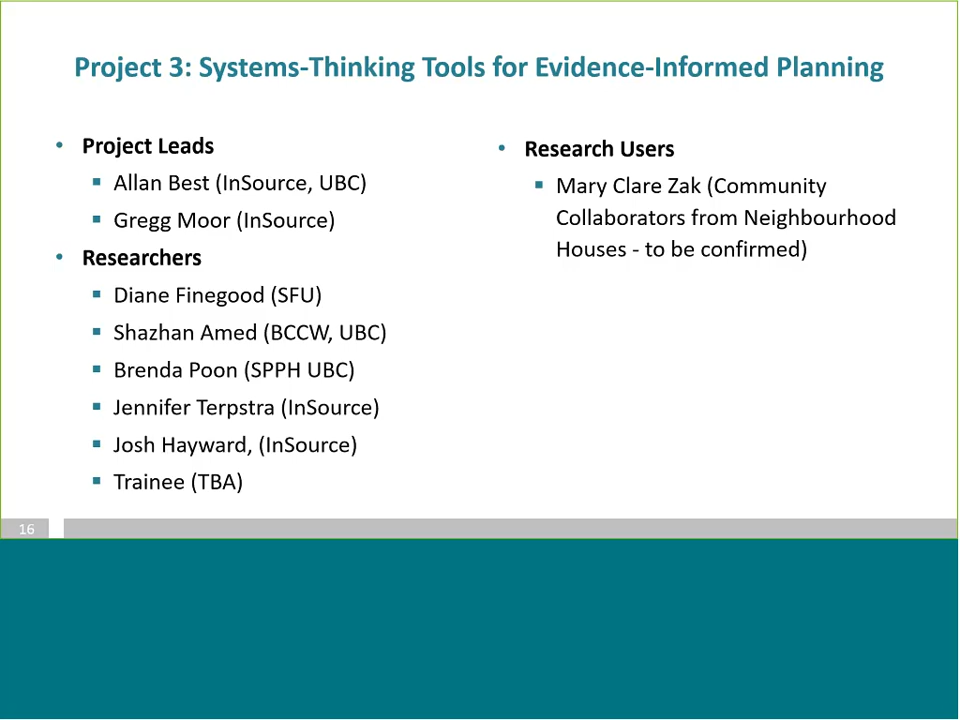 Project 3: Systems-Thinking Tools for Evidence-Informed Planning
• Project Leads
▪ Allan Best (InSource, UBC)
▪ Gregg Moor (InSource)
• Researchers
▪ Diane Finegood (SFU)
▪ Shazhan Amed (BCCW, UBC)
▪ Brenda Poon (SPPH UBC)
▪ Jennifer Terpstra (InSource)
▪ Josh Hayward, (InSource)
▪ Trainee (TBA)
• Research Users
▪ Mary Clare Zak (Community
Collaborators from Neighbourhood
Houses - to be confirmed)
16